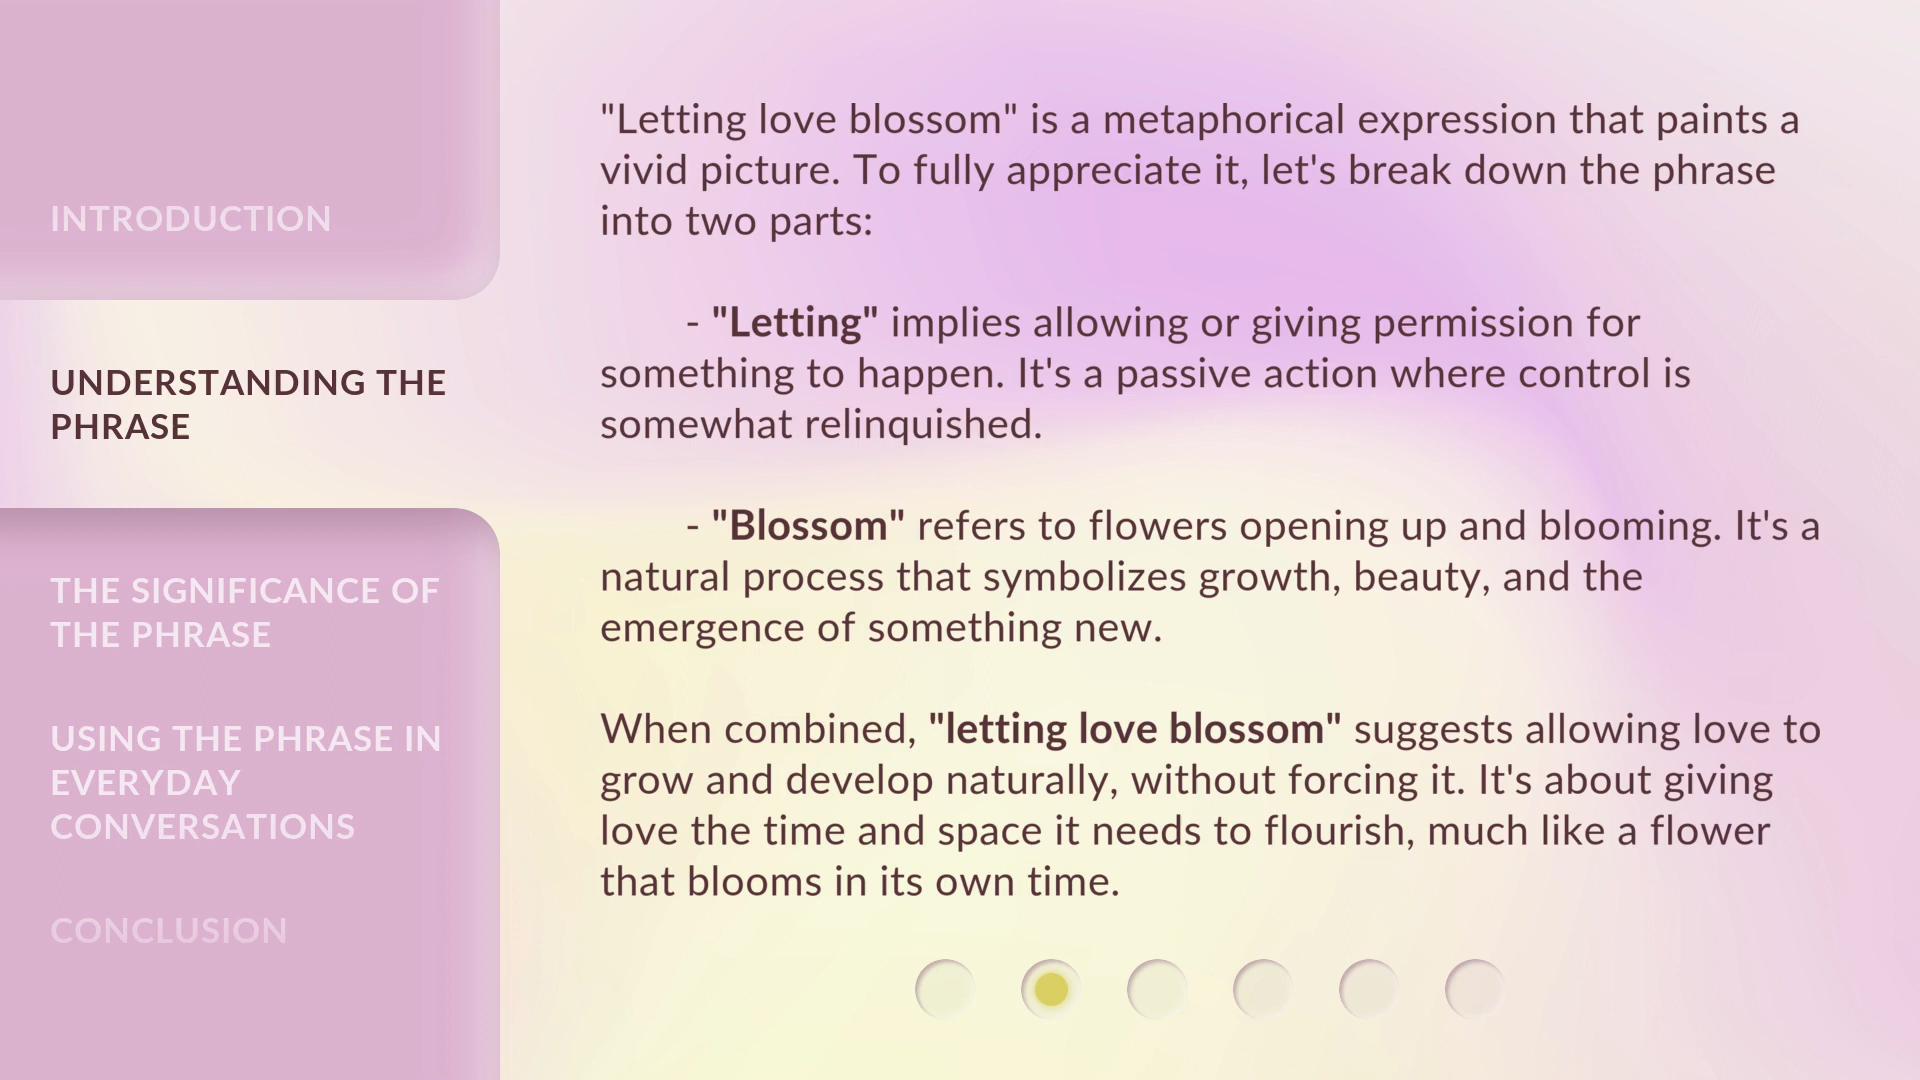 INTRODUCTION
UNDERSTANDING THE
PHRASE
THE SIGNIFICANCE OF
THE PHRASE
USING THE PHRASE IN
EVERYDAY
CONVERSATIONS
CONCLUSION
"Letting love blossom" is a metaphorical expression that paints a
vivid picture. To fully appreciate it, let's break down the phrase
into two parts:
- "Letting" implies allowing or giving permission for
something to happen. It's a passive action where control is
somewhat relinquished.
- "Blossom" refers to flowers opening up and blooming. It's a
natural process that symbolizes growth, beauty, and the
emergence of something new.
When combined, "letting love blossom" suggests allowing love to
grow and develop naturally, without forcing it. It's about giving
love the time and space it needs to flourish, much like a flower
that blooms in its own time.